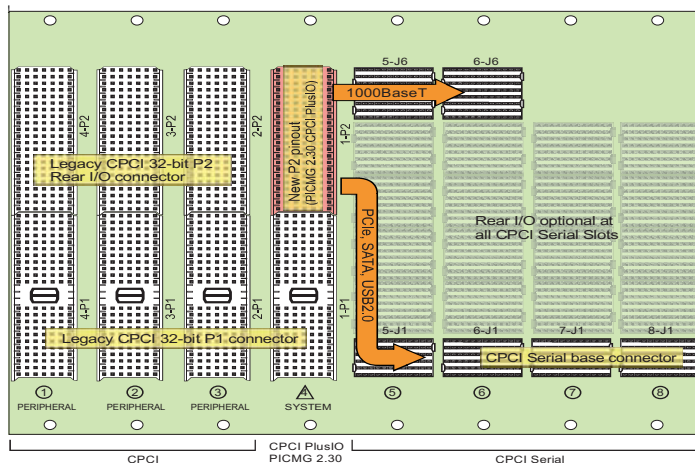 5-J6
6-J6
1000BaseT
4-P2
3-P2
2-P2
1-P2
New P2 pinout
(PICMG 2.30 CPCI PlusIO)
Legacy CPCI 32-bit P2
Rear I/O connector
PCIe, SATA, USB2.0
Rear I/O optional at
all CPCI Serial Slots
4-P1
3-P1
2-P1
1-P1
Legacy CPCI 32-bit P1 connector
5-J1
6-J1
7-J1
8-J1
CPCI Serial base connector
1
2
3
4
5
6
7
8
PERIPHERAL
PERIPHERAL
PERIPHERAL
SYSTEM
CPCI
CPCI PlusIO
PICMG 2.30
CPCI Serial